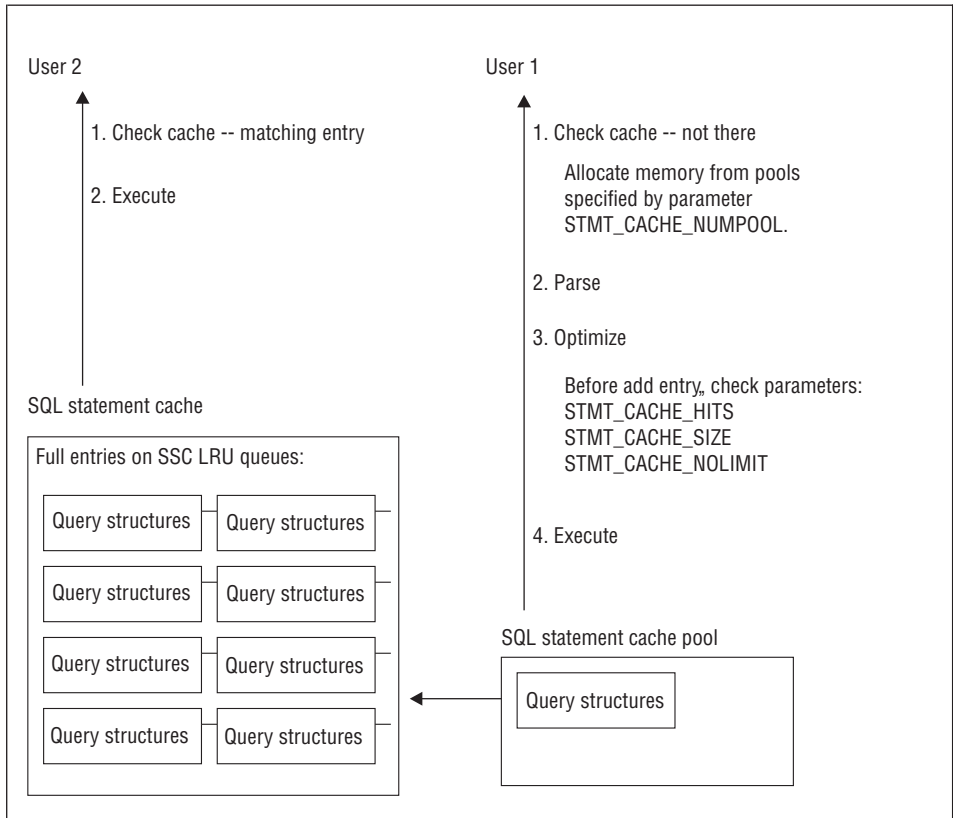 User 2
1. Check cache -- matching entry
2. Execute
SQL statement cache
Full entries on SSC LRU queues:
Query structures
Query structures
Query structures
Query structures
Query structures
Query structures
Query structures
Query structures
User 1
1. Check cache -- not there
Allocate memory from pools
specified by parameter
STMT_CACHE_NUMPOOL.
2. Parse
3. Optimize
Before add entry„ check parameters:
STMT_CACHE_HITS
STMT_CACHE_SIZE
STMT_CACHE_NOLIMIT
4. Execute
SQL statement cache pool
Query structures